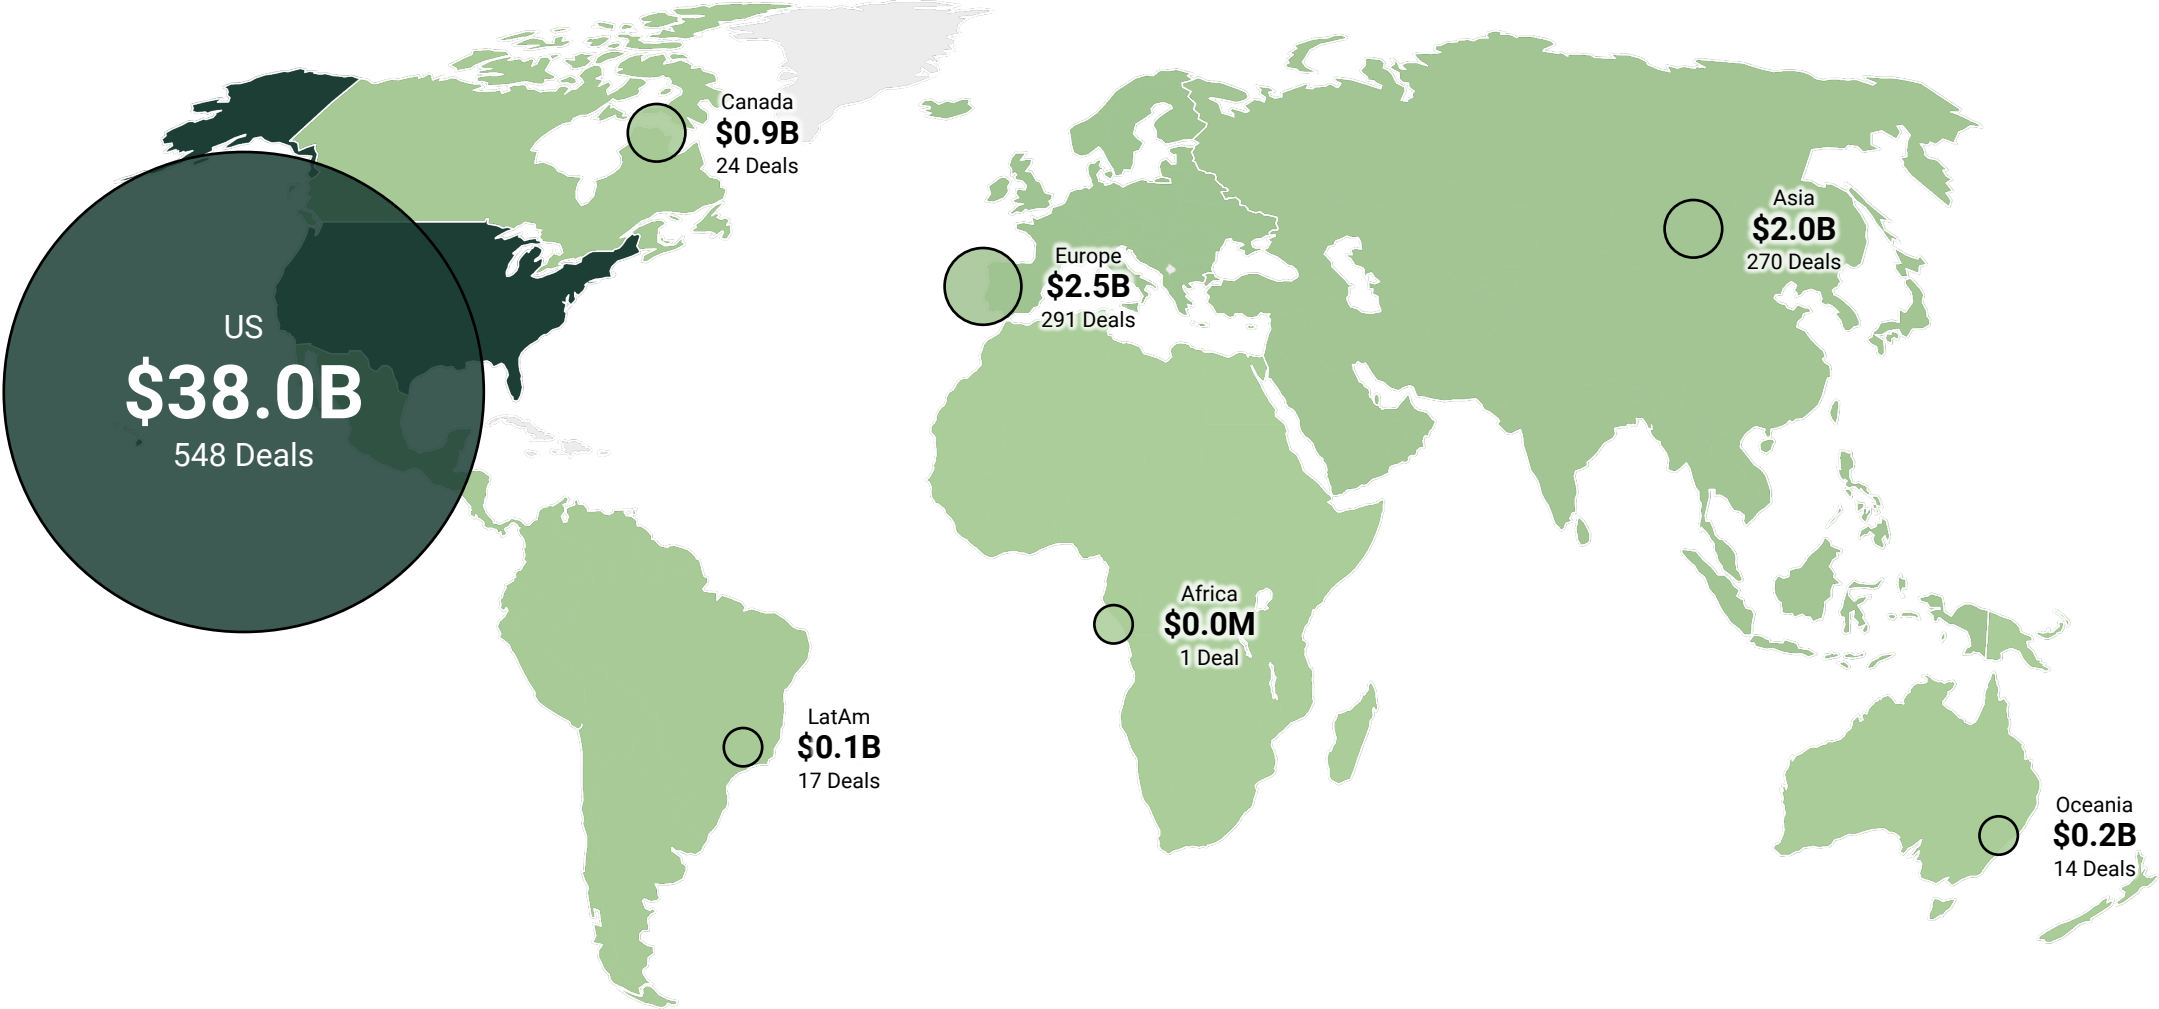 Canada
$0.9B
24 Deals
US
$38.0B
548 Deals
Europe
$2.5B
291 Deals
Asia
$2.0B
270 Deals
Africa
$0.0M
1 Deal
LatAm
$0.1B
17 Deals
Oceania
$0.2B
14 Deals